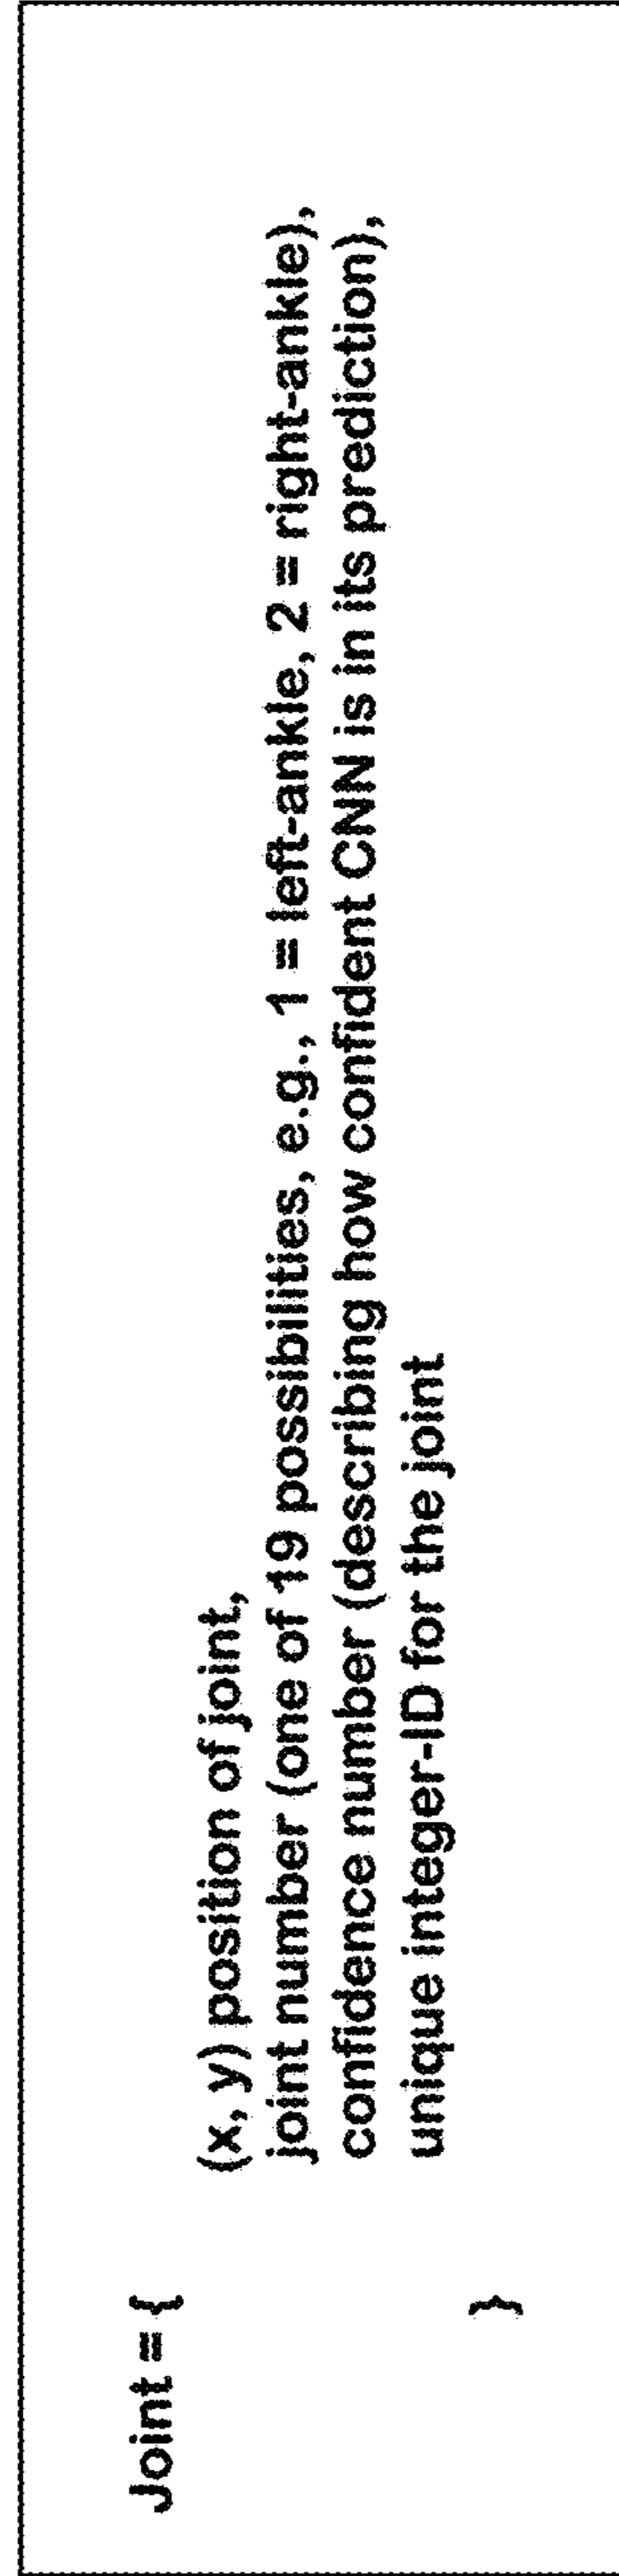 Joint = {
(x, y) position of joint,
joint number (one of 19 possibilities, e.g., 1 = left-ankle, 2 = right-ankle),
confidence number (describing how confident CNN is in its prediction),
unique integer-ID for the joint
}